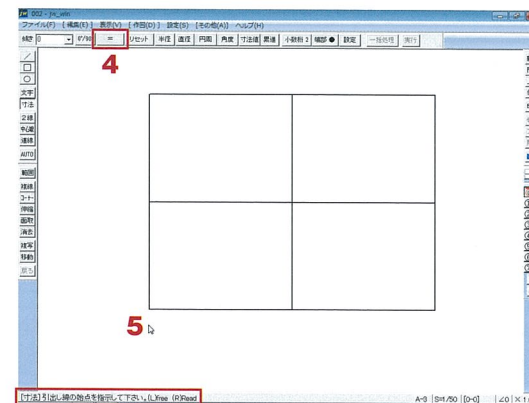 002 - jw_win
ファイル(F) [編集(E)] 表示(V) [作図(D)] 設定(S) [その他(A)] ヘルプ(H)
傾き 0 0°/90° = リセット 半径 直径 円周 角度 寸法値 累進 小数桁 2 端部● 設定 一括処理 実行
4
文字
寸法
2線
中心線
連線
AUTO
範囲
複線
コーナー
伸縮
面取
消去
複写
移動
戻る
5
[寸法]引出し線の始点を指示して下さい。(L)free (R)Read
A-3 S=1/50 [0-0] ∠0